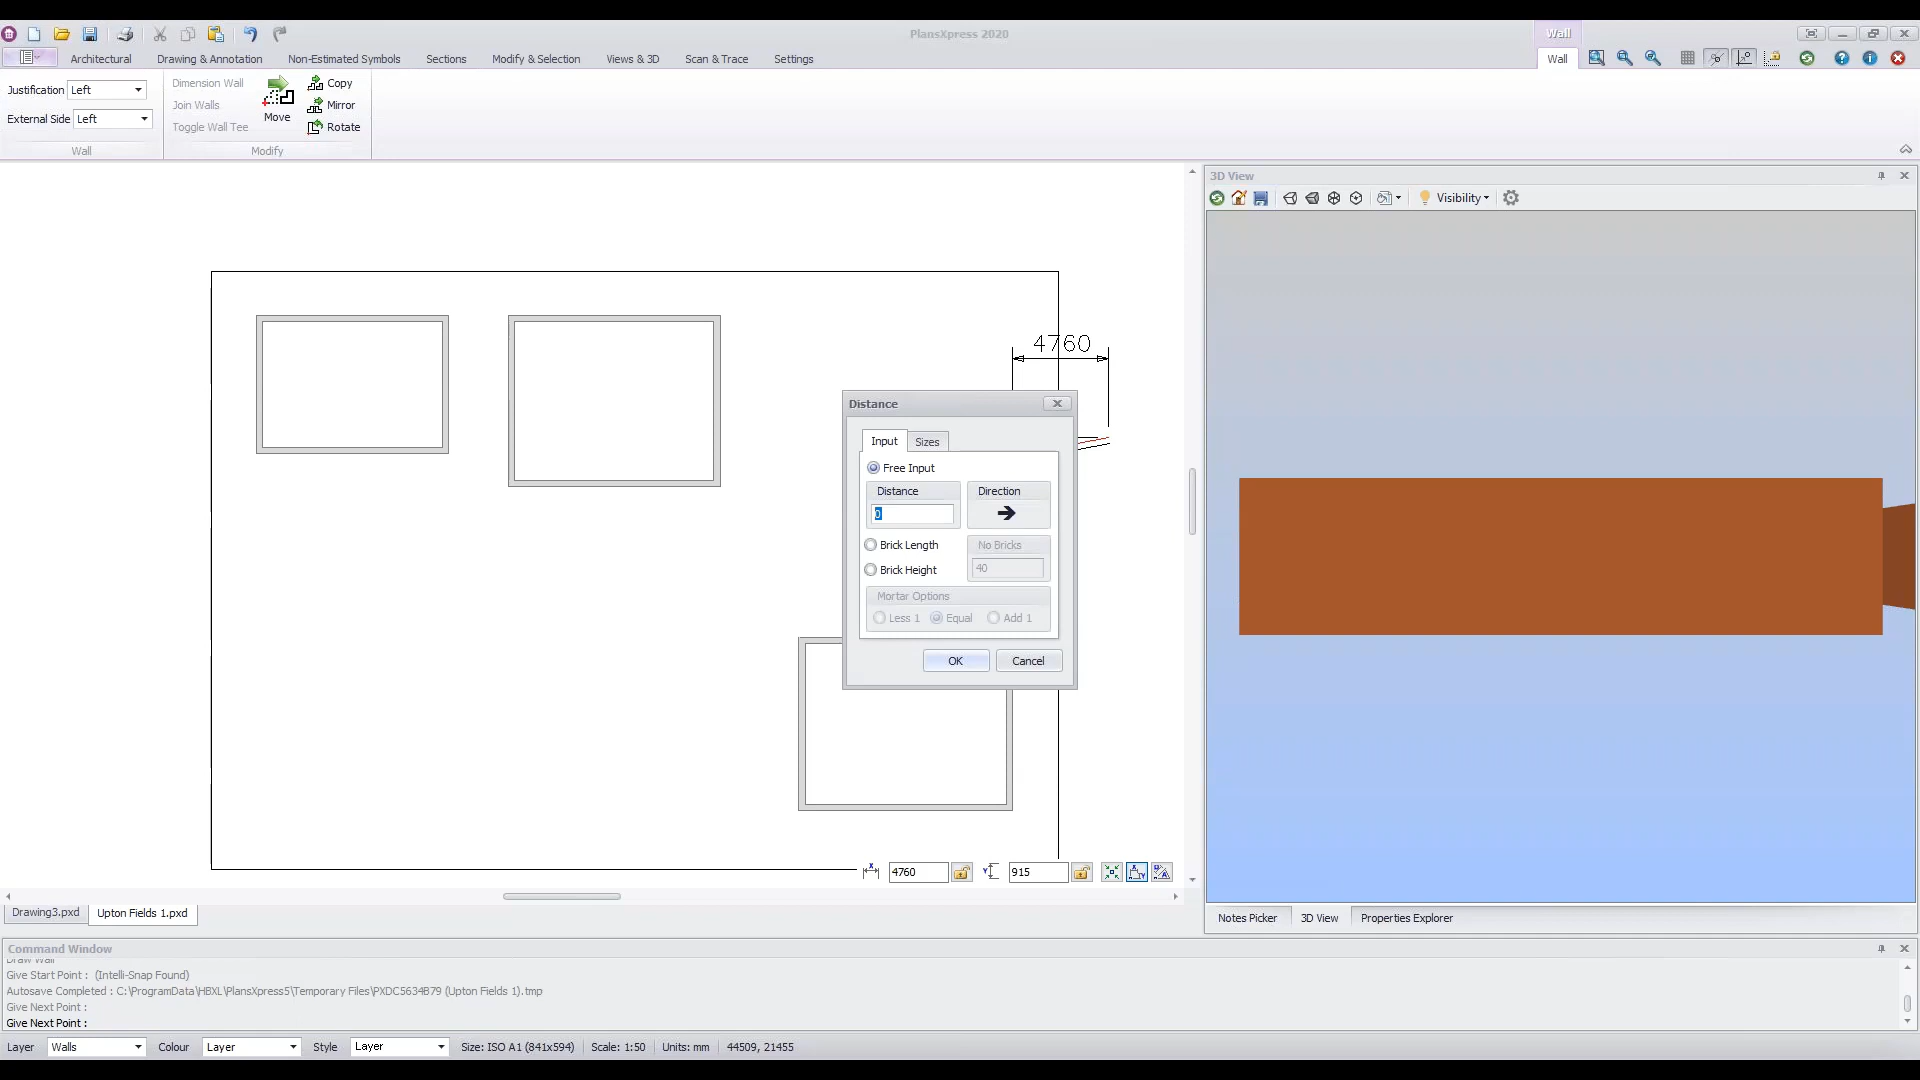 PlansXpress 2020
Wall
Architectural
Drawing & Annotation
Non-Estimated Symbols
Sections
Modify & Selection
Views & 3D
Scan & Trace
Settings
Wall
Justification Left
External Side Left
Wall
Dimension Wall
Join Walls
Toggle Wall Tee
Move
Copy
Mirror
Rotate
Modify
3D View
Visibility
4760
Distance
Input Sizes
Free Input
Distance
0
Direction
Brick Length
Brick Height
No Bricks
40
Mortar Options
Less 1 Equal Add 1
OK Cancel
4760
915
Drawing3.pxd
Upton Fields 1.pxd
Notes Picker
3D View
Properties Explorer
Command Window
Draw Wall
Give Start Point : (Intelli-Snap Found)
Autosave Completed : C:\ProgramData\HBXL\PlansXpress5\Temporary Files\PXDC5634B79 (Upton Fields 1).tmp
Give Next Point :
Give Next Point :
Layer Walls Colour Layer Style Layer Size: ISO A1 (841x594) Scale: 1:50 Units: mm 44509, 21455